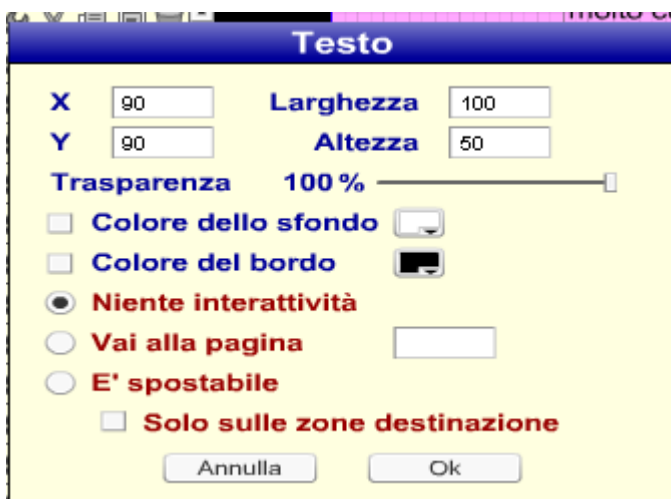 molto
Testo
X 90 Larghezza 100
Y 90 Altezza 50
Trasparenza 100 %
Colore dello sfondo
Colore del bordo
Niente interattività
Vai alla pagina
E' spostabile
Solo sulle zone destinazione
Annulla Ok